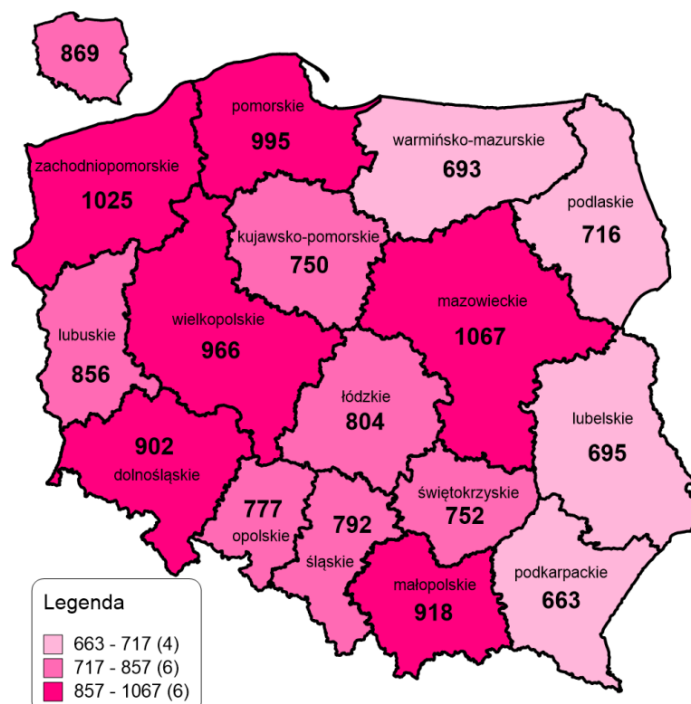 869
pomorskie
995
warmińsko-mazurskie
693
zachodniopomorskie
1025
podlaskie
716
kujawsko-pomorskie
750
mazowieckie
1067
wielkopolskie
966
lubuskie
856
łódzkie
804
lubelskie
695
902
dolnośląskie
777
opolskie
792
śląskie
świętokrzyskie
752
małopolskie
918
podkarpackie
663
Legenda
663 - 717 (4)
717 - 857 (6)
857 - 1067 (6)